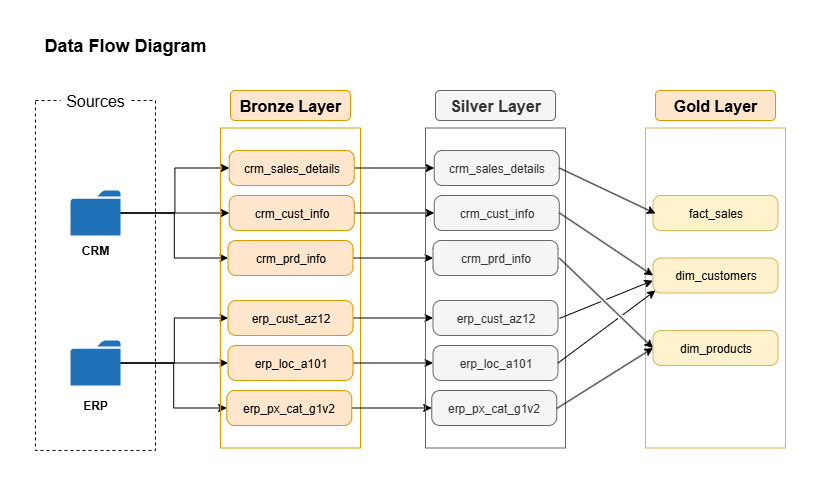 Data Flow Diagram
Sources
Bronze Layer
Silver Layer
Gold Layer
CRM
ERP
crm_sales_details
crm_cust_info
crm_prd_info
erp_cust_az12
erp_loc_a101
erp_px_cat_g1v2
crm_sales_details
crm_cust_info
crm_prd_info
erp_cust_az12
erp_loc_a101
erp_px_cat_g1v2
fact_sales
dim_customers
dim_products